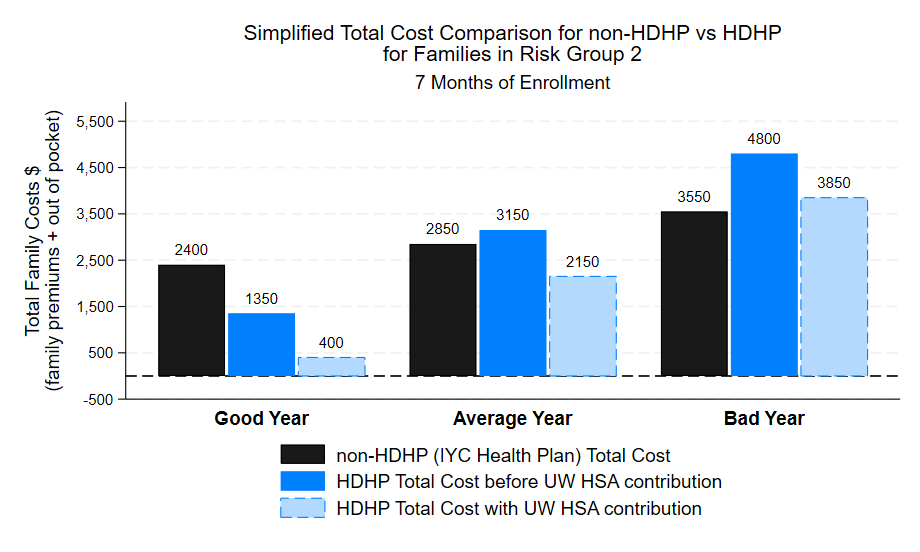 Simplified Total Cost Comparison for non-HDHP vs HDHP
for Families in Risk Group 2
7 Months of Enrollment
Total Family Costs $
(family premiums + out of pocket)
5,500
4,500
3,500
2,500
1,500
500
-500
2400
1350
400
2850
3150
2150
3550
4800
3850
Good Year
Average Year
Bad Year
non-HDHP (IYC Health Plan) Total Cost
HDHP Total Cost before UW HSA contribution
HDHP Total Cost with UW HSA contribution